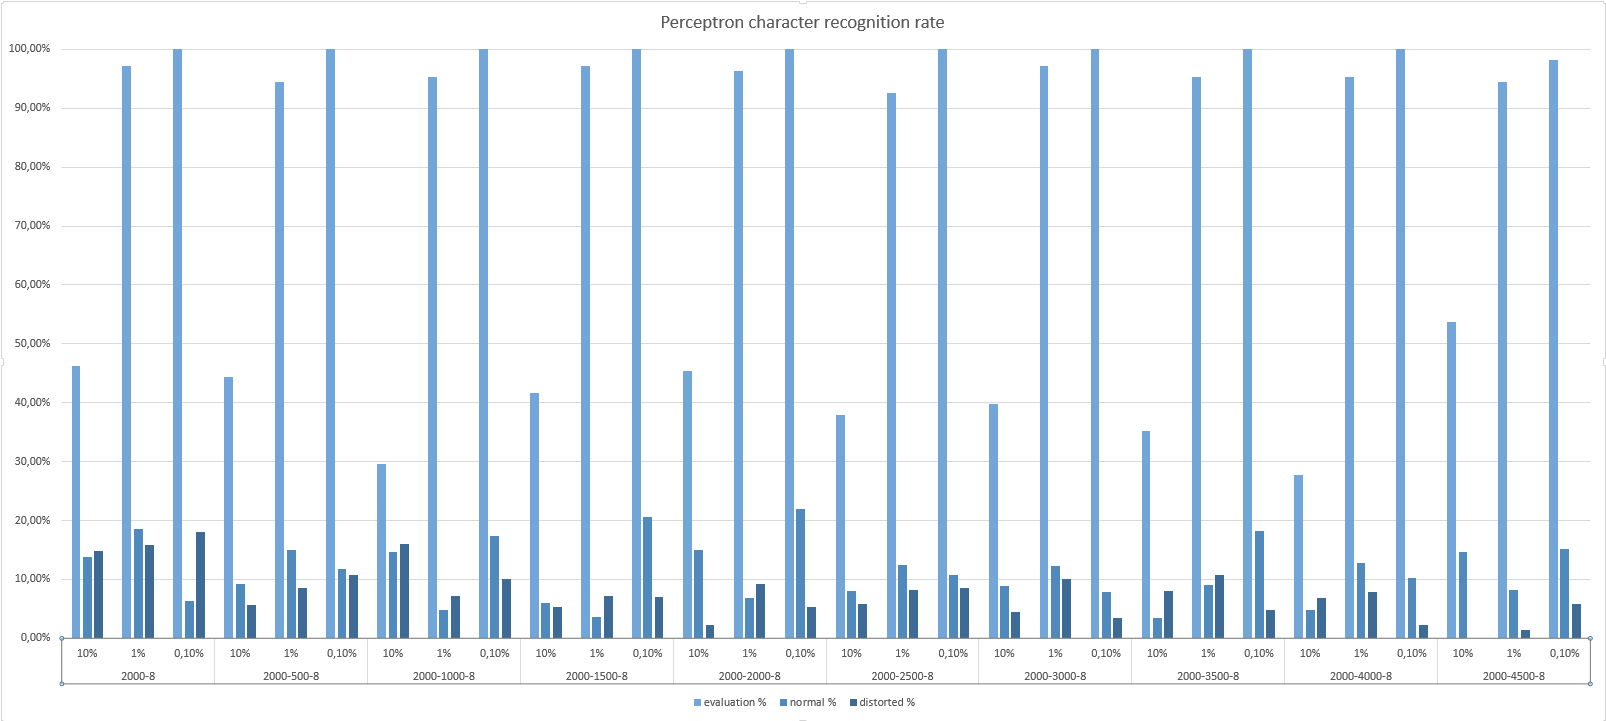 Perceptron character recognition rate
100,00%
90,00%
80,00%
70,00%
60,00%
50,00%
40,00%
30,00%
20,00%
10,00%
0,00%
10% 1% 0,10% 10% 1% 0,10% 10% 1% 0,10% 10% 1% 0,10% 10% 1% 0,10% 10% 1% 0,10% 10% 1% 0,10% 10% 1% 0,10% 10% 1% 0,10% 10% 1% 0,10%
2000-8 2000-500-8 2000-1000-8 2000-1500-8 2000-2000-8 2000-2500-8 2000-3000-8 2000-3500-8 2000-4000-8 2000-4500-8
evaluation % normal % distorted %